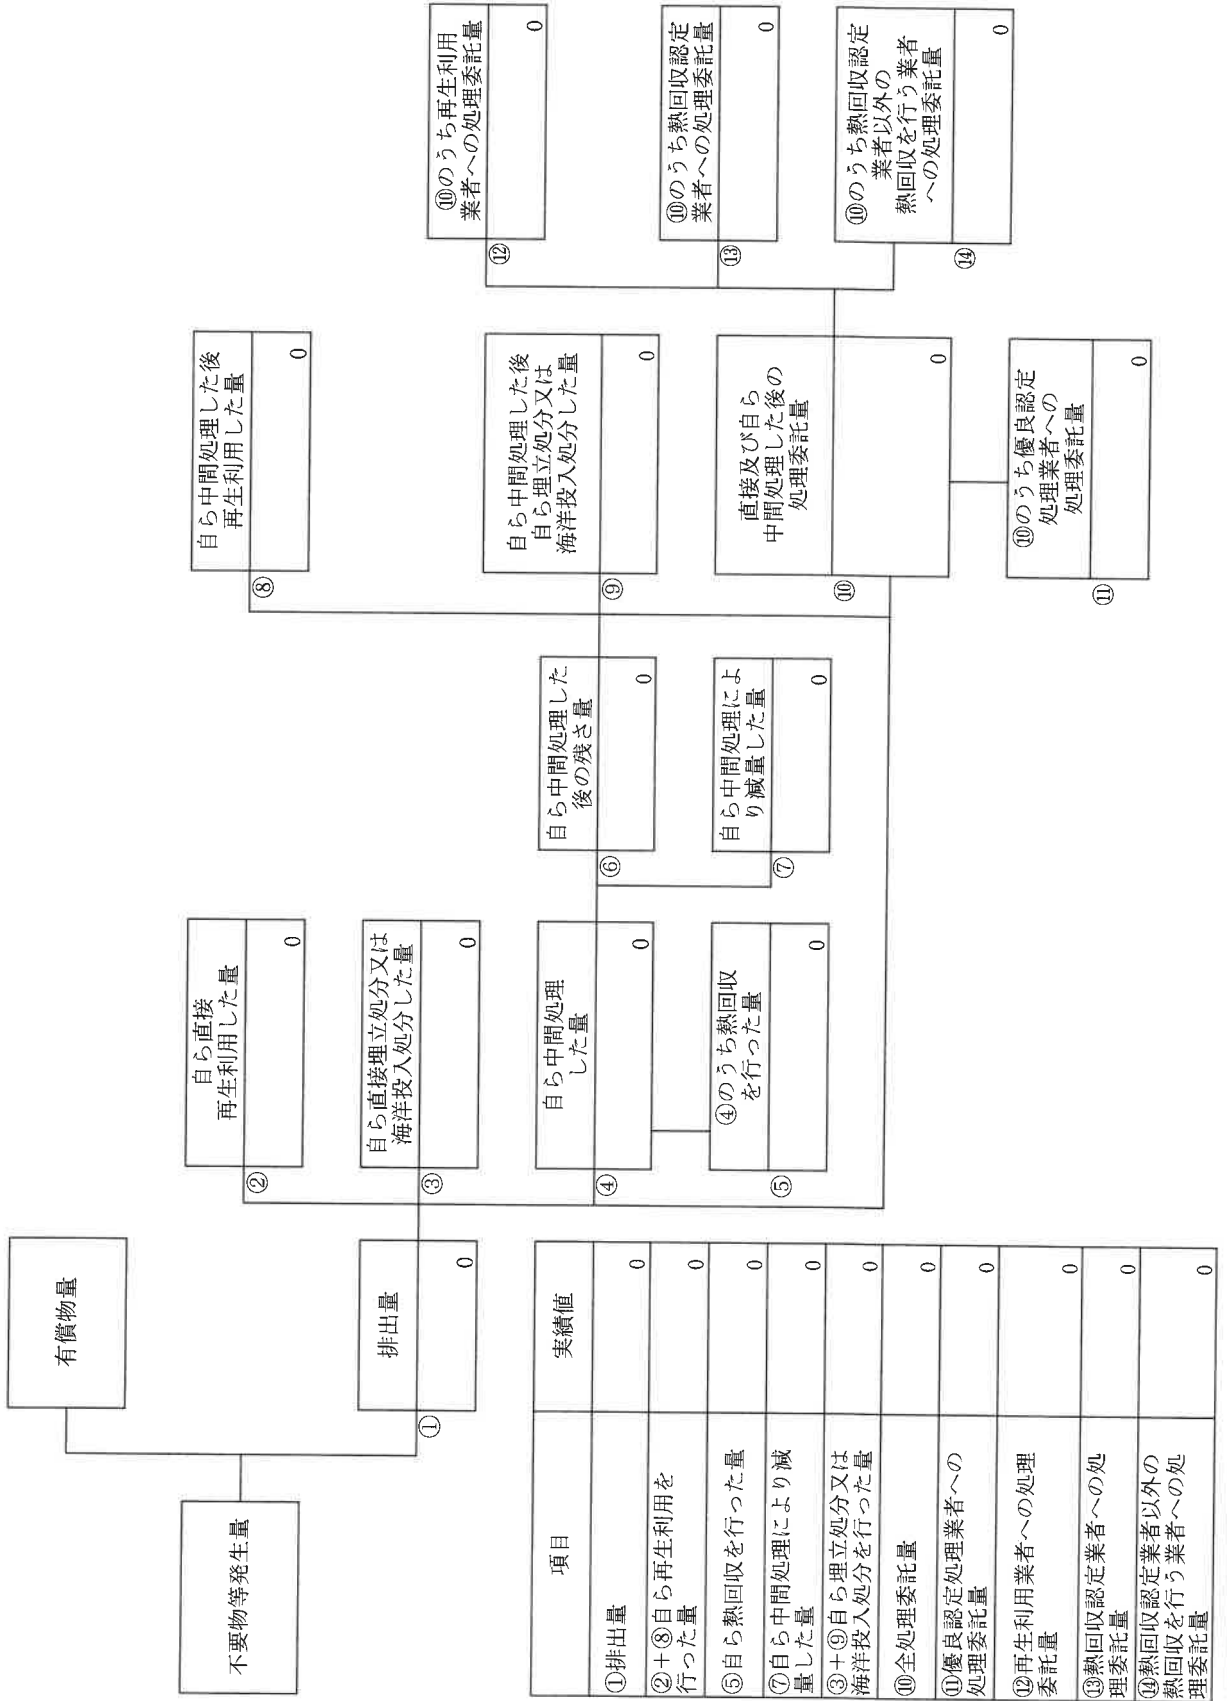 不要物等発生量
有償物量
①
排出量
0
②
自ら直接
再生利用した量
0
③
自ら直接埋立処分又は
海洋投入処分した量
0
④
自ら中間処理
した量
0
⑤
④のうち熱回収
を行った量
0
⑥
自ら中間処理した
後の残さ量
0
⑦
自ら中間処理によ
り減量した量
0
⑧
自ら中間処理した後
再生利用した量
0
⑨
自ら中間処理した後
自ら埋立処分又は
海洋投入処分した量
0
⑩
直接及び自ら
中間処理した後の
処理委託量
0
⑪
⑩のうち優良認定
処理業者への
処理委託量
0
⑫
⑩のうち再生利用
業者への処理委託量
0
⑬
⑩のうち熱回収認定
業者への処理委託量
0
⑭
⑩のうち熱回収認定
業者以外の
熱回収を行う業者
への処理委託量
0
項目 実績値
①排出量 0
②+⑧自ら再生利用を
行った量 0
⑤自ら熱回収を行った量 0
⑦自ら中間処理により減
量した量 0
③+⑨自ら埋立処分又は
海洋投入処分を行った量 0
⑩全処理委託量 0
⑪優良認定処理業者への
処理委託量 0
⑫再生利用業者への処理
委託量 0
⑬熱回収認定業者への処
理委託量 0
⑭熱回収認定業者以外の
熱回収を行う業者への処
理委託量 0